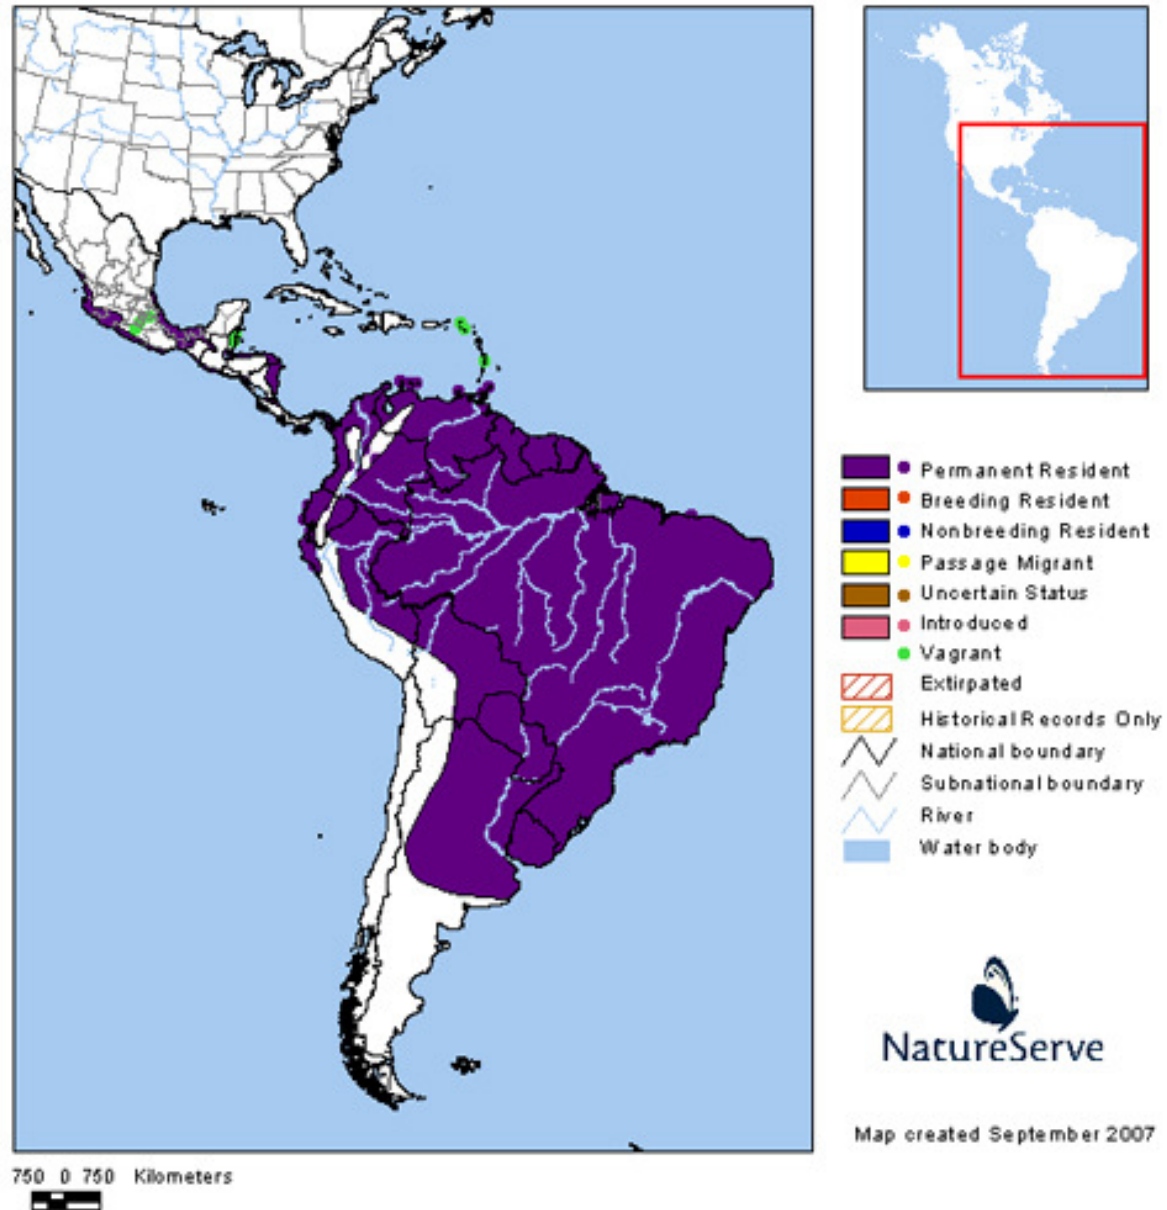 Permanent Resident
Breeding Resident
Nonbreeding Resident
Passage Migrant
Uncertain Status
Introduced
Vagrant
Extirpated
Historical Records Only
National boundary
Subnational boundary
River
Water body
NatureServe
Map created September 2007
750 0 750 Kilometers